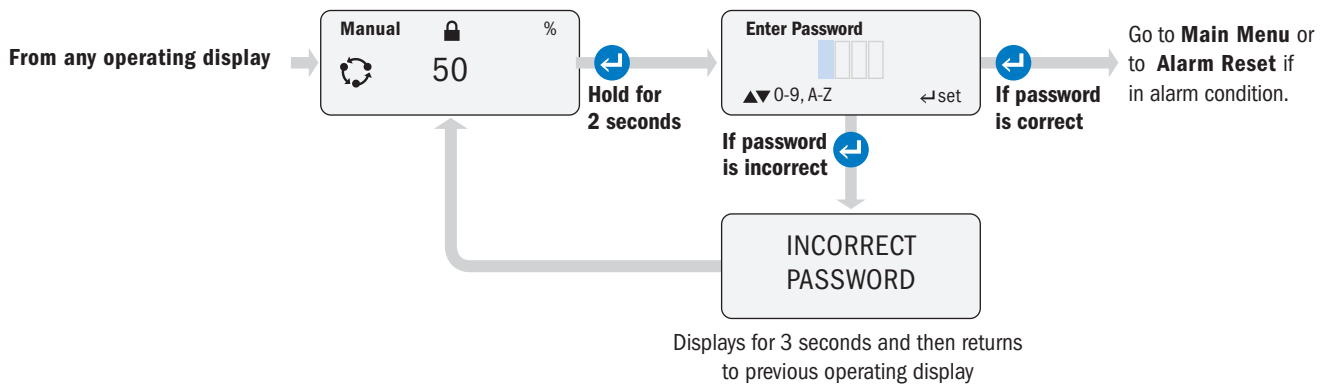 From any operating display
Manual %
50
Hold for
2 seconds
Enter Password
▲▼ 0-9, A-Z ↵ set
If password
is correct
Go to Main Menu or
to Alarm Reset if
in alarm condition.
If password
is incorrect
INCORRECT
PASSWORD
Displays for 3 seconds and then returns
to previous operating display